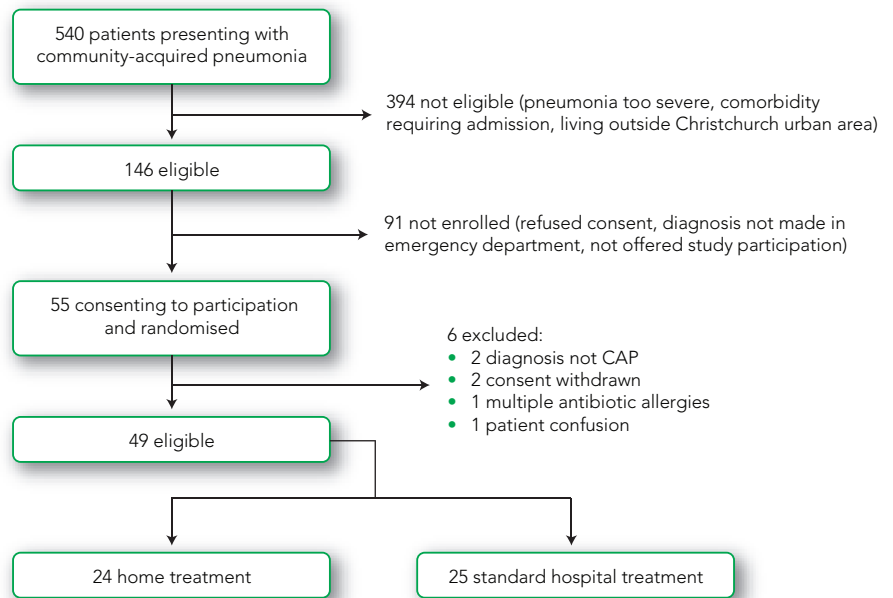 540 patients presenting with
community-acquired pneumonia
394 not eligible (pneumonia too severe, comorbidity
requiring admission, living outside Christchurch urban area)
146 eligible
91 not enrolled (refused consent, diagnosis not made in
emergency department, not offered study participation)
55 consenting to participation
and randomised
6 excluded:
• 2 diagnosis not CAP
• 2 consent withdrawn
• 1 multiple antibiotic allergies
• 1 patient confusion
49 eligible
24 home treatment
25 standard hospital treatment